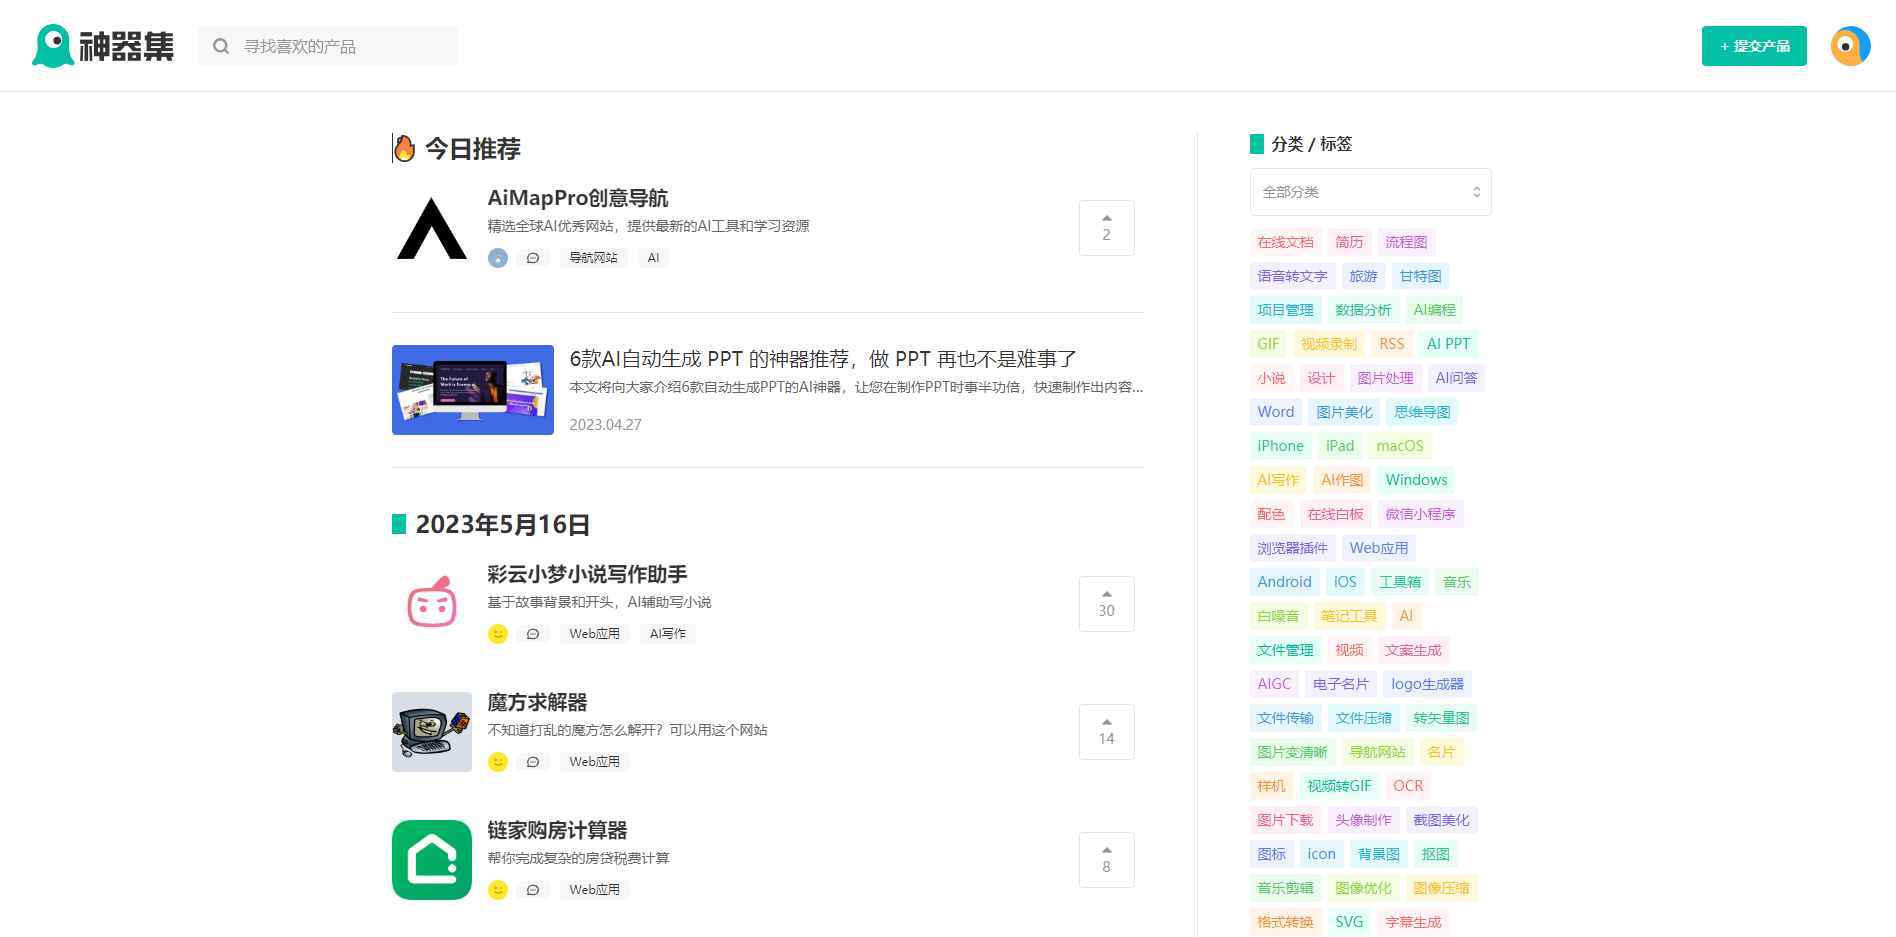 神器集
寻找喜欢的产品
+ 提交产品
今日推荐
AiMapPro创意导航
精选全球AI优秀网站，提供最新的AI工具和学习资源
导航网站 AI
2
6款AI自动生成 PPT 的神器推荐，做 PPT 再也不是难事了
本文将向大家介绍6款自动生成PPT的AI神器，让您在制作PPT时事半功倍，快速制作出内容...
2023.04.27
2023年5月16日
彩云小梦小说写作助手
基于故事背景和开头，AI辅助写小说
Web应用 AI写作
30
魔方求解器
不知道打乱的魔方怎么解开？可以用这个网站
Web应用
14
链家购房计算器
帮你完成复杂的房贷税费计算
Web应用
8
分类 / 标签
全部分类
在线文档 简历 流程图
语音转文字 旅游 甘特图
项目管理 数据分析 AI编程
GIF 视频录制 RSS AI PPT
小说 设计 图片处理 AI问答
Word 图片美化 思维导图
iPhone iPad macOS
AI写作 AI作图 Windows
配色 在线白板 微信小程序
浏览器插件 Web应用
Android iOS 工具箱 音乐
白噪音 笔记工具 AI
文件管理 视频 文案生成
AIGC 电子名片 logo生成器
文件传输 文件压缩 转矢量图
图片变清晰 导航网站 名片
样机 视频转GIF OCR
图片下载 头像制作 截图美化
图标 icon 背景图 抠图
音乐剪辑 图像优化 图像压缩
格式转换 SVG 字幕生成